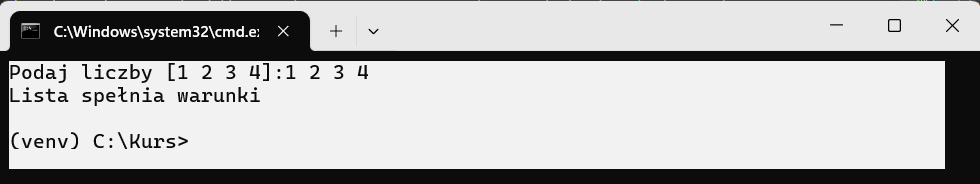 C:\Windows\system32\cmd.e
Podaj liczby [1 2 3 4]:1 2 3 4
Lista spełnia warunki
(venv) C:\Kurs>